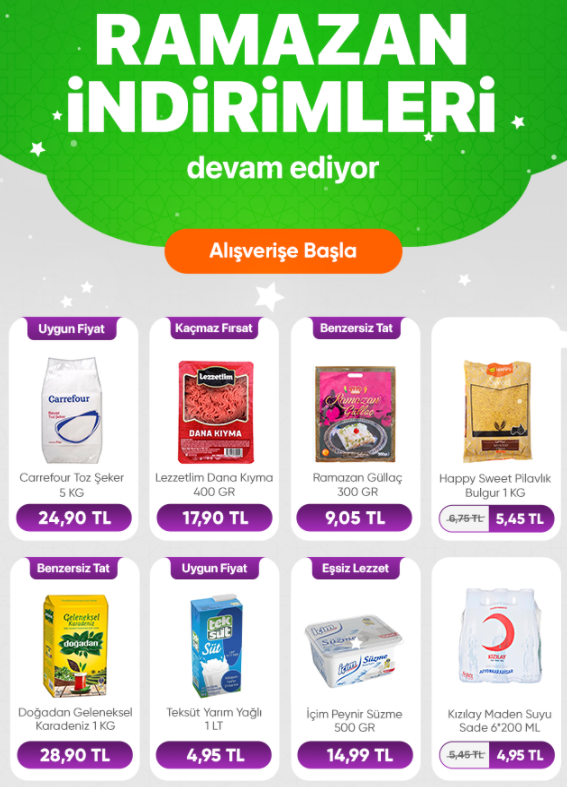 RAMAZAN
İNDİRİMLERİ
devam ediyor
Alışverişe Başla
Uygun Fiyat
Carrefour
Carrefour Toz Şeker
5 KG
24,90 TL
Kaçmaz Fırsat
Lezzetlim
DANA KIYMA
Lezzetlim Dana Kıyma
400 GR
17,90 TL
Benzersiz Tat
Ramazan
Güllaç
Ramazan Güllaç
300 GR
9,05 TL
Happy Sweet Pilavlık
Bulgur 1 KG
6,75 TL 5,45 TL
Benzersiz Tat
Geleneksel
Karadeniz
doğadan
Doğadan Geleneksel
Karadeniz 1 KG
28,90 TL
Uygun Fiyat
tek
süt
Süt
Teksüt Yarım Yağlı
1 LT
4,95 TL
Eşsiz Lezzet
Süzme
İçim Peynir Süzme
500 GR
14,99 TL
KIZILAY
Kızılay Maden Suyu
Sade 6*200 ML
5,45 TL 4,95 TL